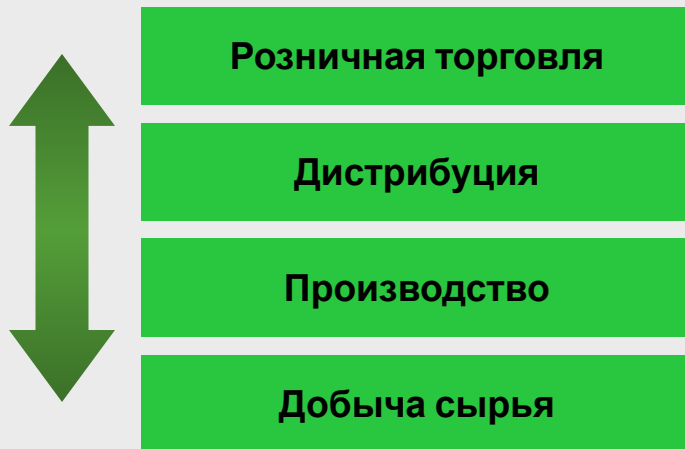 Розничная торговля
Дистрибуция
Производство
Добыча сырья